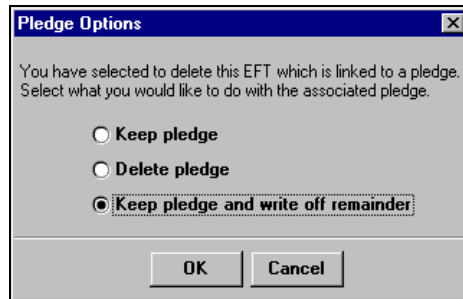 Pledge Options
You have selected to delete this EFT which is linked to a pledge.
Select what you would like to do with the associated pledge.
Keep pledge
Delete pledge
Keep pledge and write off remainder
OK Cancel